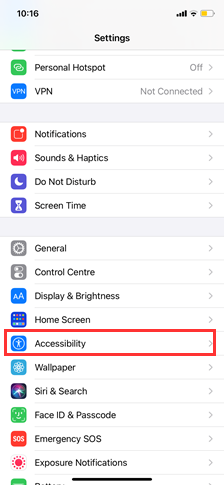 10:16
Settings
Personal Hotspot Off
VPN VPN Not Connected
Notifications
Sounds & Haptics
Do Not Disturb
Screen Time
General
Control Centre
AA Display & Brightness
Home Screen
Accessibility
Wallpaper
Siri & Search
Face ID & Passcode
SOS Emergency SOS
Exposure Notifications